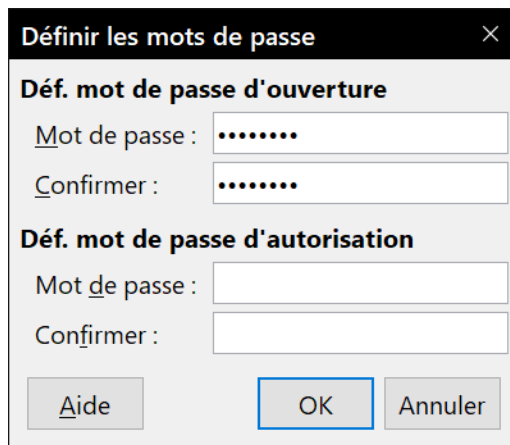 Définir les mots de passe
Déf. mot de passe d'ouverture
Mot de passe : ••••••••
Confirmer : ••••••••
Déf. mot de passe d'autorisation
Mot de passe :
Confirmer :
Aide OK Annuler